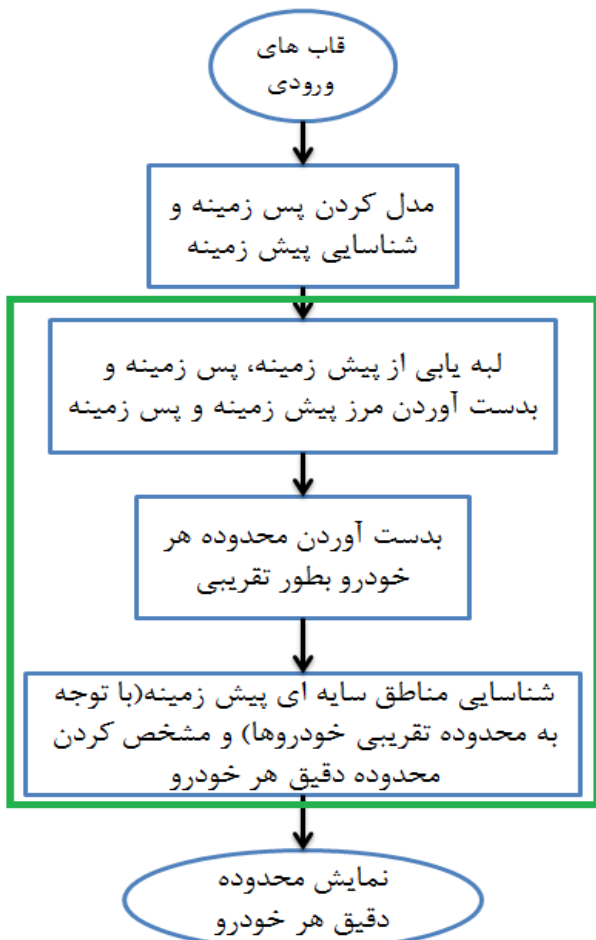 قاب های
ورودی
مدل کردن پس زمینه و
شناسایی پیش زمینه
لبه یابی از پیش زمینه، پس زمینه و
بدست آوردن مرز پیش زمینه و پس زمینه
بدست آوردن محدوده هر
خودرو بطور تقریبی
شناسایی مناطق سایه ای پیش زمینه(با توجه
به محدوده تقریبی خودروها) و مشخص کردن
محدوده دقیق هر خودرو
نمایش محدوده
دقیق هر خودرو